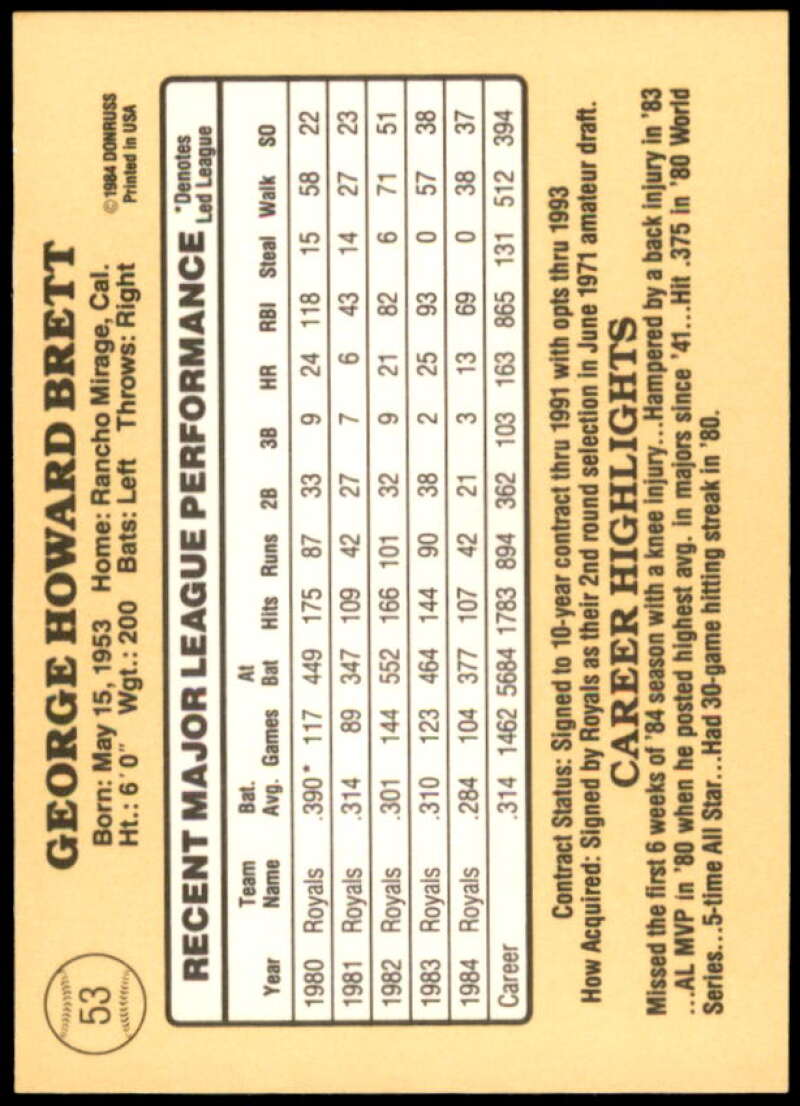 53
GEORGE HOWARD BRETT
Born: May 15, 1953 Home: Rancho Mirage, Cal.
Ht.: 6'0" Wgt.: 200 Bats: Left Throws: Right
©1984 DONRUSS
Printed in USA
RECENT MAJOR LEAGUE PERFORMANCE *Denotes Led League
Year Team Name Bat. Avg. Games At Bat Hits Runs 2B 3B HR RBI Steal Walk SO
1980 Royals .390* 117 449 175 87 33 9 24 118 15 58 22
1981 Royals .314 89 347 109 42 27 7 6 43 14 27 23
1982 Royals .301 144 552 166 101 32 9 21 82 6 71 51
1983 Royals .310 123 464 144 90 38 2 25 93 0 57 38
1984 Royals .284 104 377 107 42 21 3 13 69 0 38 37
Career .314 1462 5684 1783 894 362 103 163 865 131 512 394
Contract Status: Signed to 10-year contract thru 1991 with opts thru 1993
How Acquired: Signed by Royals as their 2nd round selection in June 1971 amateur draft.
CAREER HIGHLIGHTS
Missed the first 6 weeks of '84 season with a knee injury...Hampered by a back injury in '83
...AL MVP in '80 when he posted highest avg. in majors since '41...Hit .375 in '80 World
Series...5-time All Star...Had 30-game hitting streak in '80.